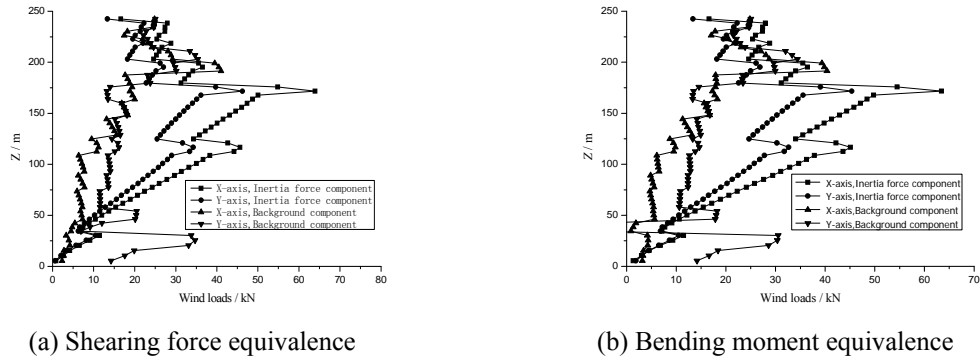 250
200
150
100
50
0
Z / m
X-axis,Inertia force component
Y-axis,Inertia force component
X-axis,Background component
Y-axis,Background component
0 10 20 30 40 50 60 70 80
Wind loads / kN
(a) Shearing force equivalence
250
200
150
100
50
0
Z / m
X-axis,Inertia force component
Y-axis,Inertia force component
X-axis,Background component
Y-axis,Background component
0 10 20 30 40 50 60 70
Wind loads / kN
(b) Bending moment equivalence